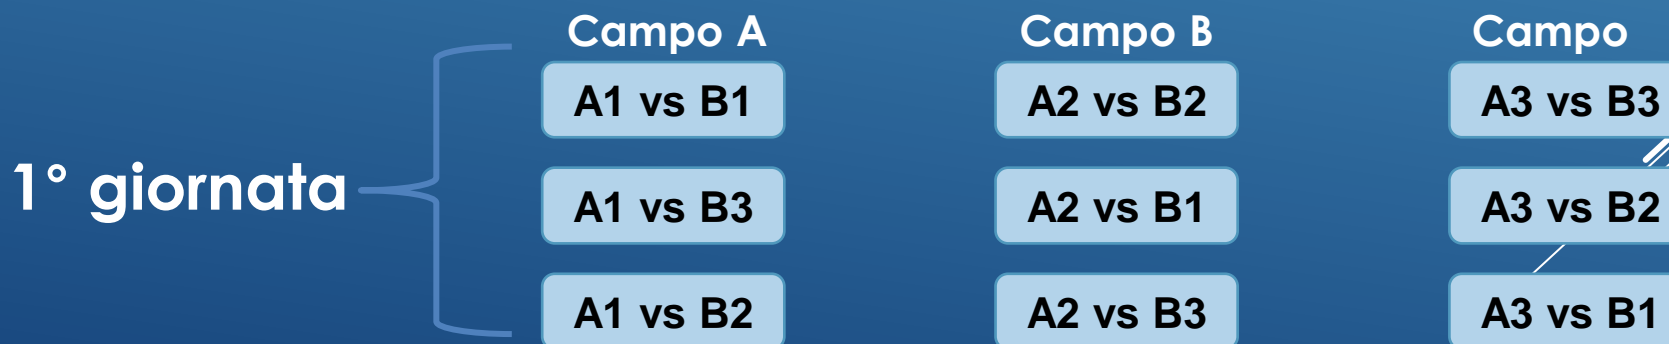 Campo A Campo B Campo
A1 vs B1 A2 vs B2 A3 vs B3
1° giornata
A1 vs B3 A2 vs B1 A3 vs B2
A1 vs B2 A2 vs B3 A3 vs B1